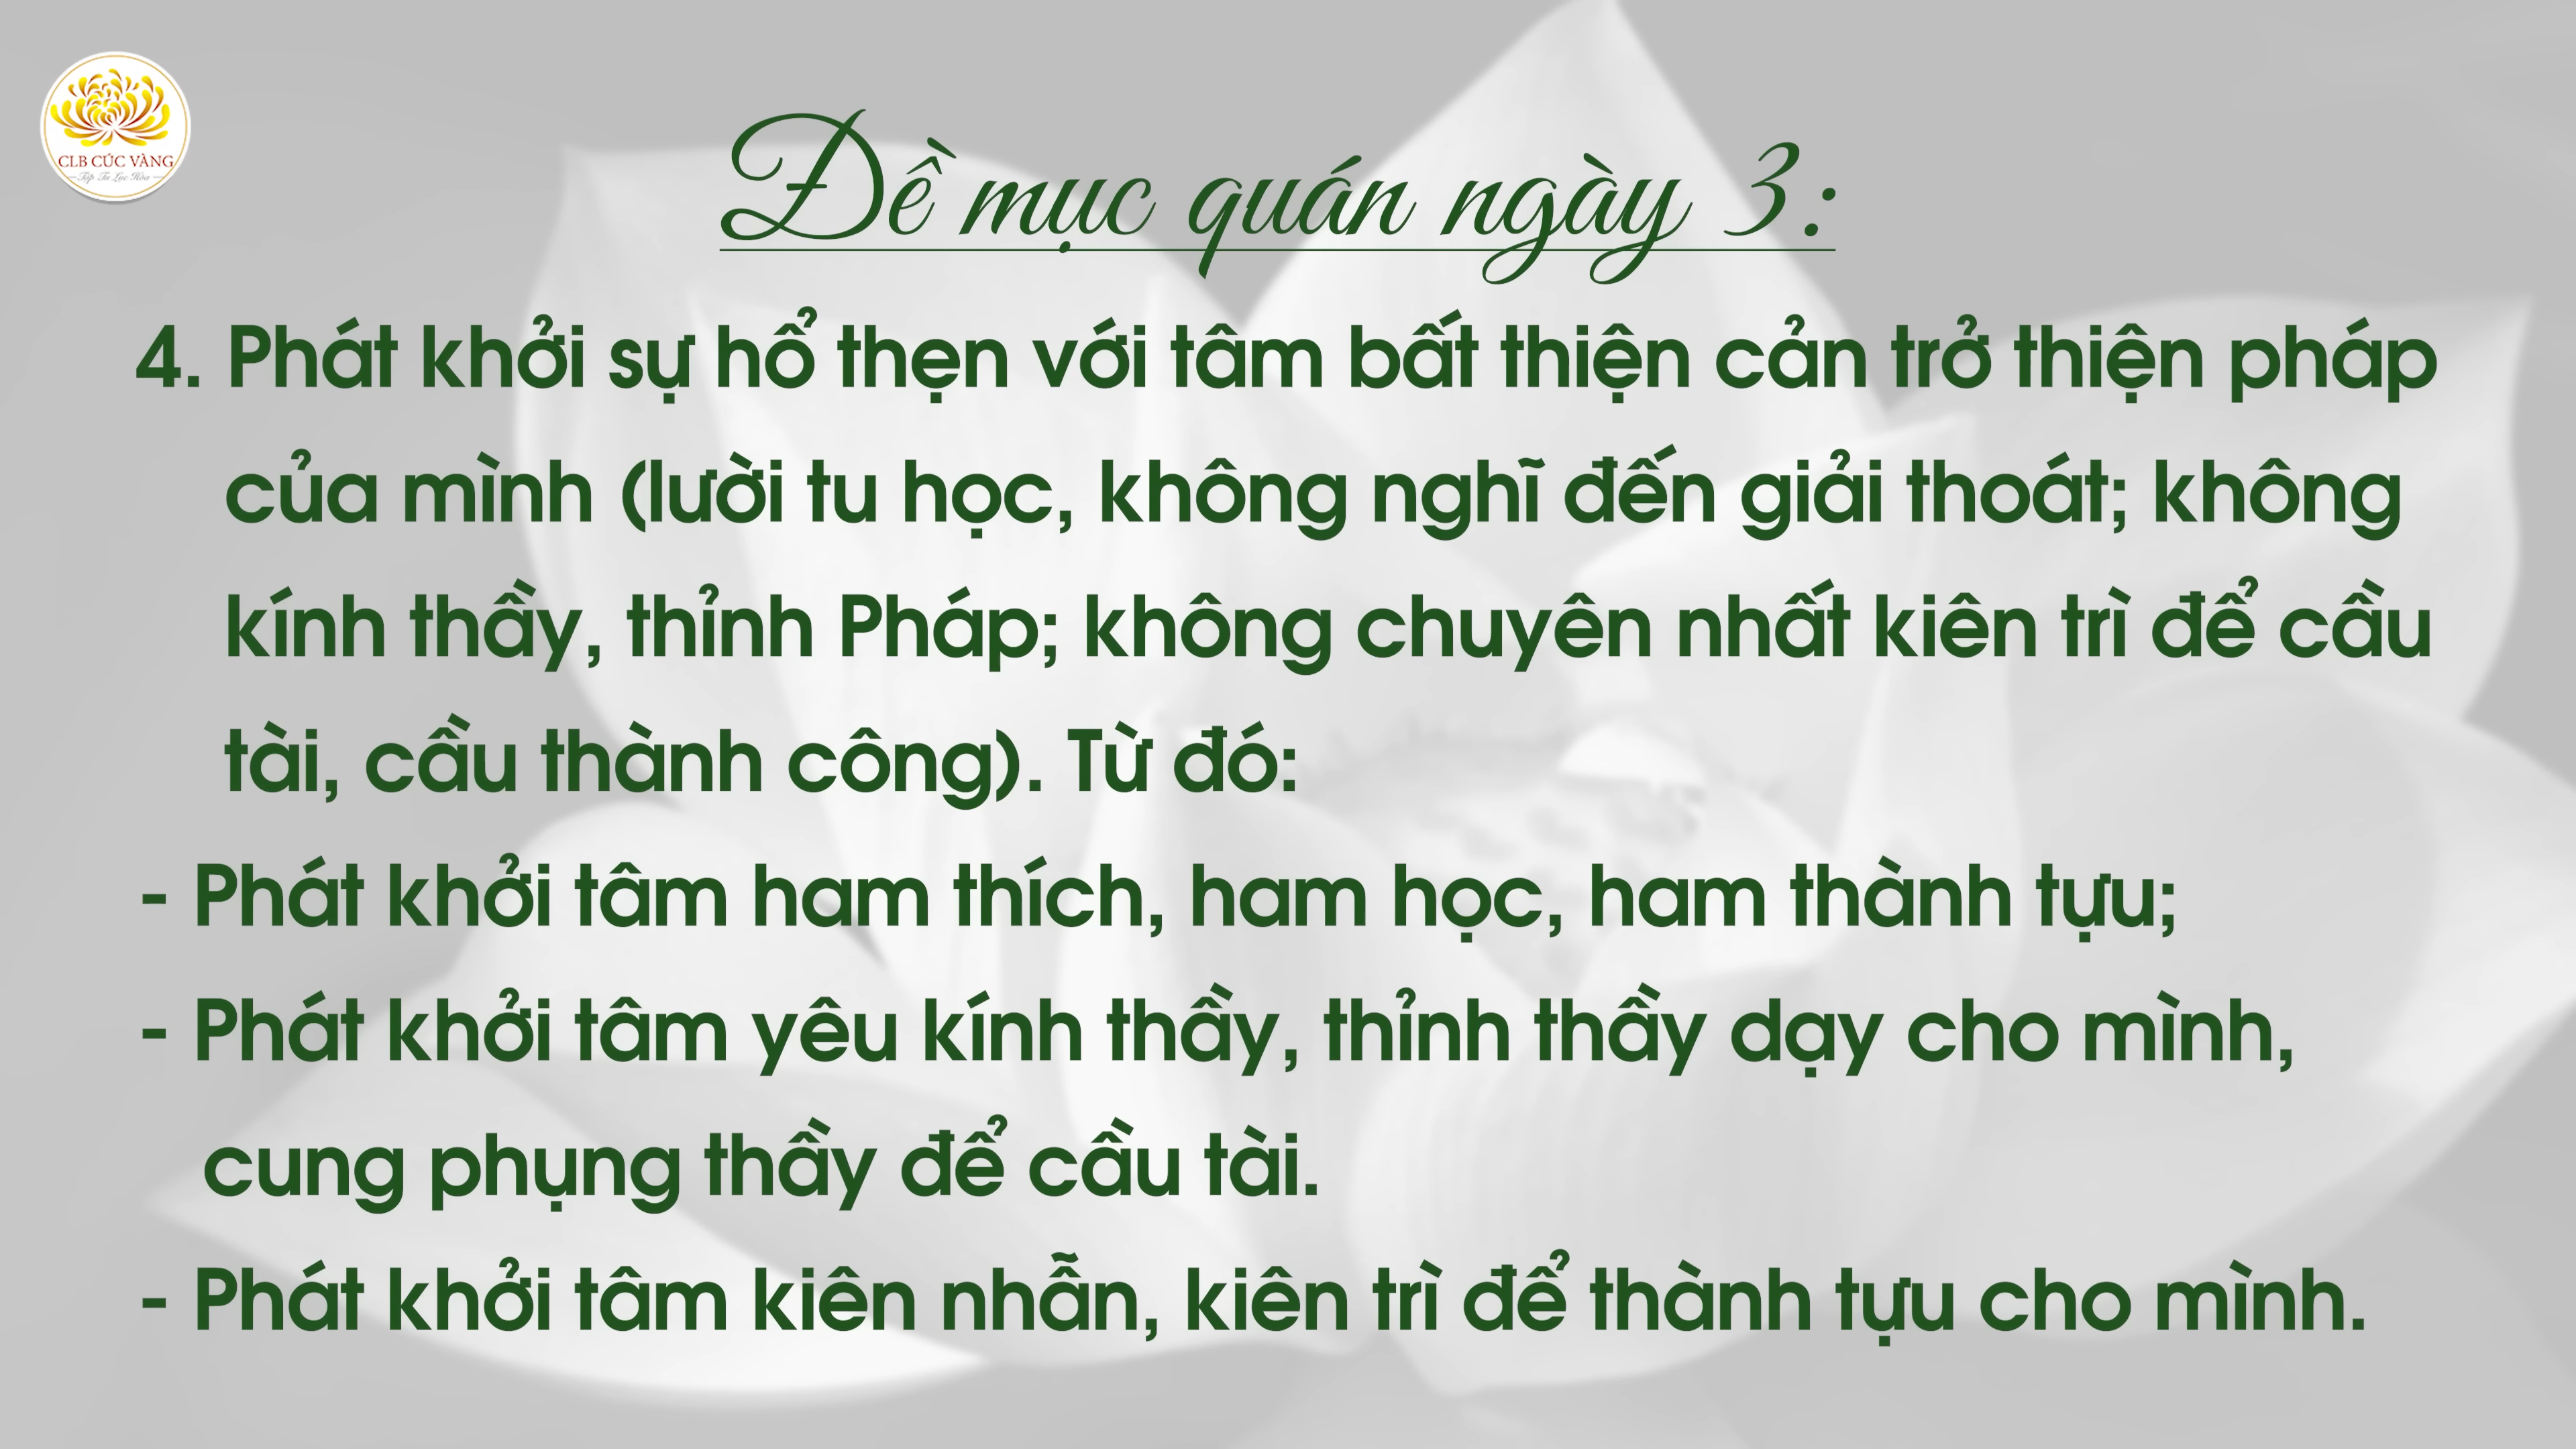 CLB CÚC VÀNG
Tập Tu Lục Hòa
Đề mục quán ngày 3:
4. Phát khởi sự hổ thẹn với tâm bất thiện cản trở thiện pháp
của mình (lười tu học, không nghĩ đến giải thoát; không
kính thầy, thỉnh Pháp; không chuyên nhất kiên trì để cầu
tài, cầu thành công). Từ đó:
- Phát khởi tâm ham thích, ham học, ham thành tựu;
- Phát khởi tâm yêu kính thầy, thỉnh thầy dạy cho mình,
cung phụng thầy để cầu tài.
- Phát khởi tâm kiên nhẫn, kiên trì để thành tựu cho mình.